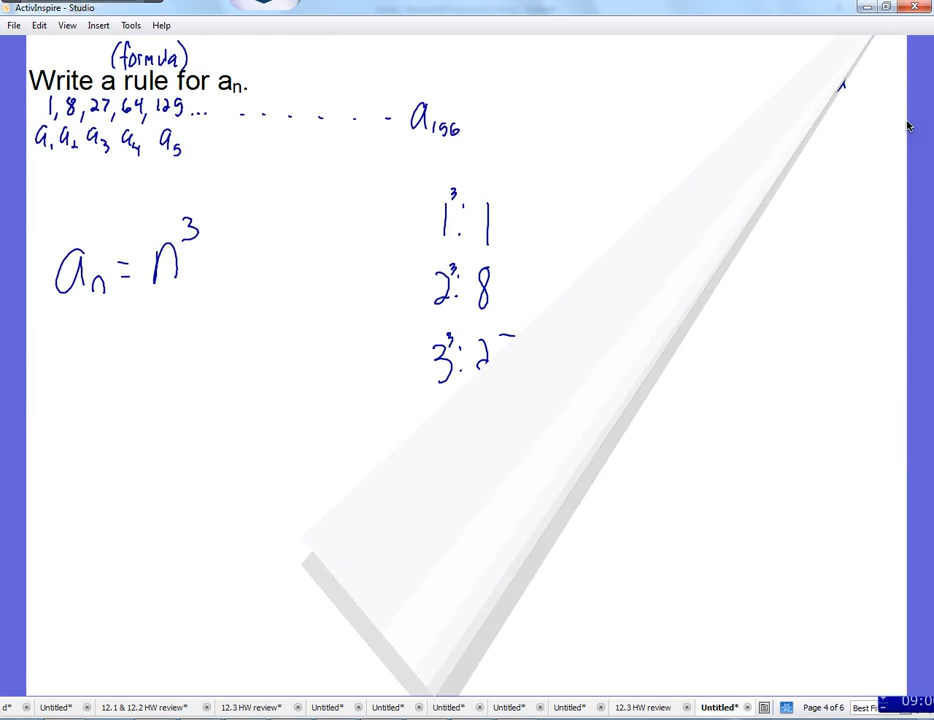 ActivInspire - Studio
File Edit View Insert Tools Help
(formula)
Write a rule for aₙ.
1, 8, 27, 64, 125 ... . . . . . . a₁₅₆
a₁ a₂ a₃ a₄ a₅
1³: 1
aₙ = n³
2³: 8
3³: 2
d* Untitled* 12.1 & 12.2 HW review* 12.3 HW review* Untitled* Untitled* Untitled* Untitled* Untitled* 12.3 HW review Untitled* Page 4 of 6 Best Fi 09:0